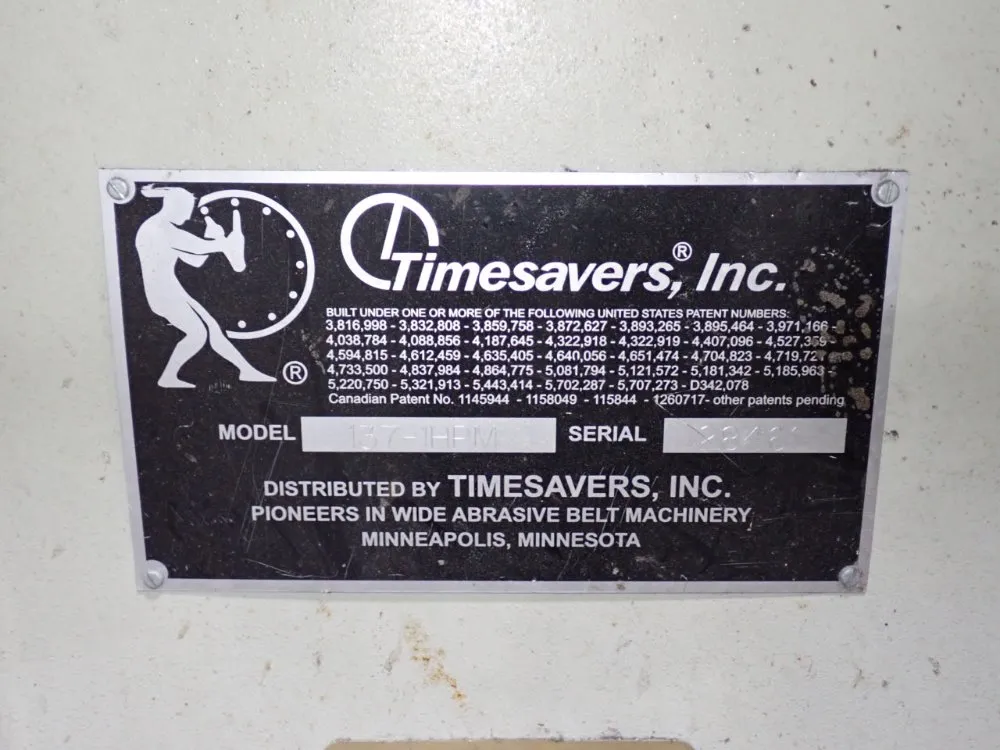 Timesavers,® Inc.
BUILT UNDER ONE OR MORE OF THE FOLLOWING UNITED STATES PATENT NUMBERS:
3,816,998 - 3,832,808 - 3,859,758 - 3,872,627 - 3,893,265 - 3,895,464 - 3,971,166 -
4,038,784 - 4,088,856 - 4,187,645 - 4,322,918 - 4,322,919 - 4,407,096 -
4,594,815 - 4,612,459 - 4,635,405 - 4,640,056 - 4,651,474 - 4,704,823 -
4,733,500 - 4,837,984 - 4,864,775 - 5,081,794 - 5,121,572 - 5,181,342 - 5,185,963 -
5,220,750 - 5,321,913 - 5,443,414 - 5,702,287 - 5,707,273 - D342,078
Canadian Patent No. 1145944 - 1158049 - 115844 - 1260717- other patents pending
®
MODEL 137-1HPM SERIAL
DISTRIBUTED BY TIMESAVERS, INC.
PIONEERS IN WIDE ABRASIVE BELT MACHINERY
MINNEAPOLIS, MINNESOTA